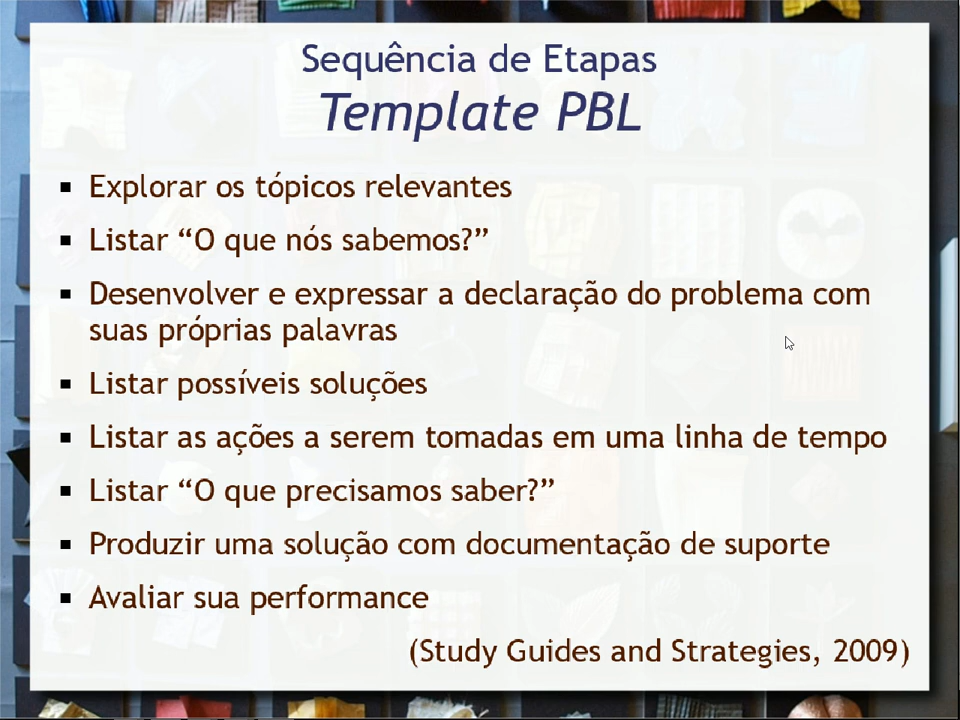 Sequência de Etapas
Template PBL
▪ Explorar os tópicos relevantes
▪ Listar “O que nós sabemos?”
▪ Desenvolver e expressar a declaração do problema com
suas próprias palavras
▪ Listar possíveis soluções
▪ Listar as ações a serem tomadas em uma linha de tempo
▪ Listar “O que precisamos saber?”
▪ Produzir uma solução com documentação de suporte
▪ Avaliar sua performance
(Study Guides and Strategies, 2009)